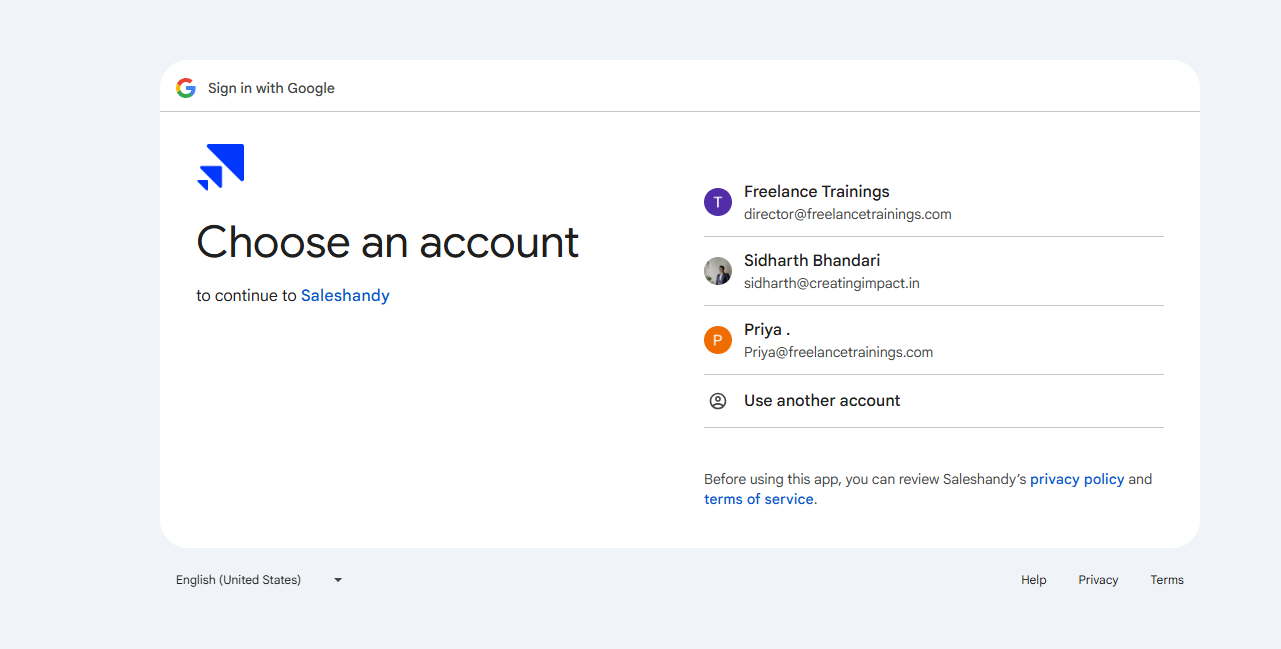 Sign in with Google
Choose an account
to continue to Saleshandy
T
Freelance Trainings
director@freelancetrainings.com
Sidharth Bhandari
sidharth@creatingimpact.in
P
Priya .
Priya@freelancetrainings.com
Use another account
Before using this app, you can review Saleshandy’s privacy policy and
terms of service.
English (United States)
Help
Privacy
Terms